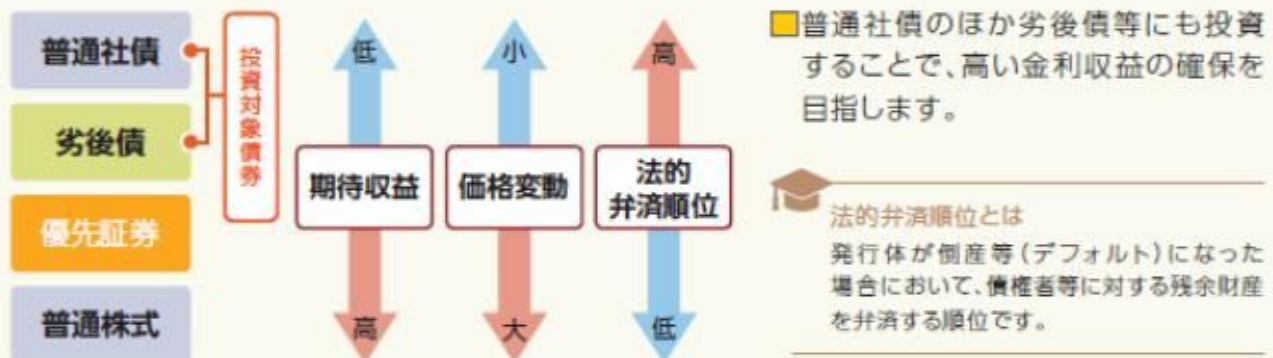 普通社債
劣後債
優先証券
普通株式
投資対象債券
低
期待収益
高
小
価格変動
大
高
法的
弁済順位
低
普通社債のほか劣後債等にも投資
することで、高い金利収益の確保を
目指します。
法的弁済順位とは
発行体が倒産等(デフォルト)になった
場合において、債権者等に対する残余財産
を弁済する順位です。